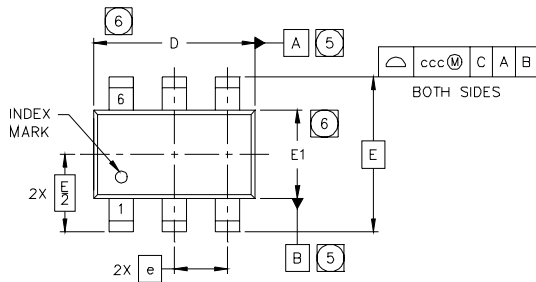 6
D
A 5
⌓ ccc Ⓜ C A B
BOTH SIDES
6
INDEX
MARK
6
E1
E
2X E/2
1
B 5
2X e